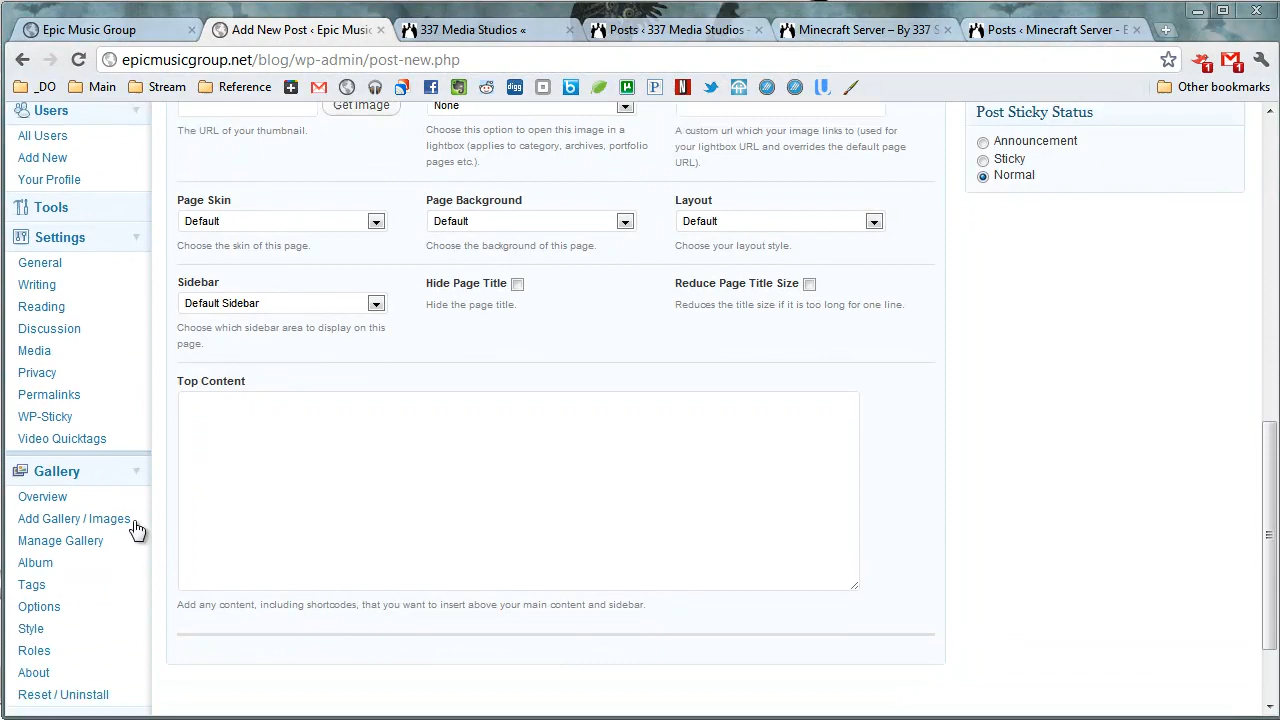 Epic Music Group
Add New Post ‹ Epic Musi
337 Media Studios «
Posts ‹ 337 Media Studios -
Minecraft Server – By 337 S
Posts ‹ Minecraft Server - E
epicmusicgroup.net/blog/wp-admin/post-new.php
1
1
_DO
Main
Stream
Reference
Other bookmarks
Users
All Users
Add New
Your Profile
Tools
Settings
General
Writing
Reading
Discussion
Media
Privacy
Permalinks
WP-Sticky
Video Quicktags
Gallery
Overview
Add Gallery / Images
Manage Gallery
Album
Tags
Options
Style
Roles
About
Reset / Uninstall
Get Image
The URL of your thumbnail.
None
Choose this option to open this image in a
lightbox (applies to category, archives, portfolio
pages etc.).
A custom url which your image links to (used for
your lightbox URL and overrides the default page
URL).
Page Skin
Default
Choose the skin of this page.
Page Background
Default
Choose the background of this page.
Layout
Default
Choose your layout style.
Sidebar
Default Sidebar
Choose which sidebar area to display on this
page.
Hide Page Title
Hide the page title.
Reduce Page Title Size
Reduces the title size if it is too long for one line.
Top Content
Add any content, including shortcodes, that you want to insert above your main content and sidebar.
Post Sticky Status
Announcement
Sticky
Normal